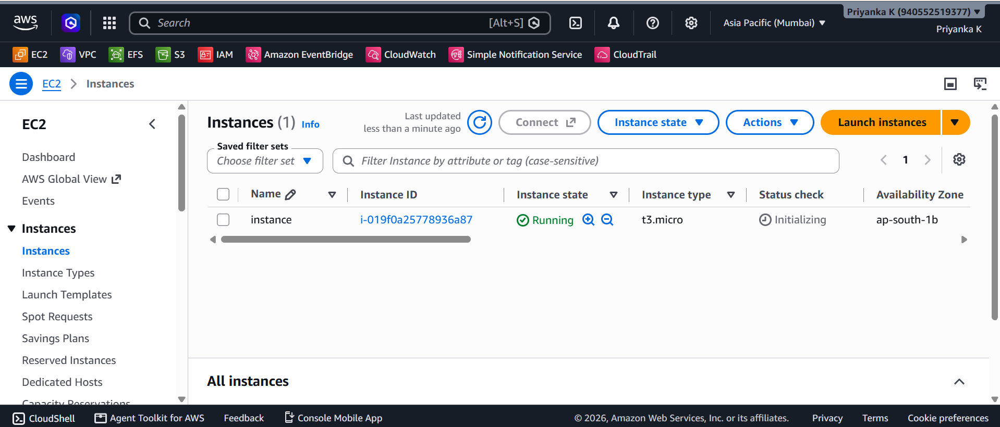 aws
Search [Alt+S]
Asia Pacific (Mumbai)
Priyanka K (940552519377)
Priyanka K
EC2 VPC EFS S3 IAM Amazon EventBridge CloudWatch Simple Notification Service CloudTrail
EC2 Instances
EC2
Dashboard
AWS Global View
Events
Instances
Instances
Instance Types
Launch Templates
Spot Requests
Savings Plans
Reserved Instances
Dedicated Hosts
Capacity Reservations
Instances (1) Info
Last updated
less than a minute ago
Connect
Instance state
Actions
Launch instances
Saved filter sets
Choose filter set
Filter Instance by attribute or tag (case-sensitive)
1
Name Instance ID Instance state Instance type Status check Availability Zone
instance i-019f0a25778936a87 Running t3.micro Initializing ap-south-1b
All instances
CloudShell Agent Toolkit for AWS Feedback Console Mobile App © 2026, Amazon Web Services, Inc. or its affiliates. Privacy Terms Cookie preferences